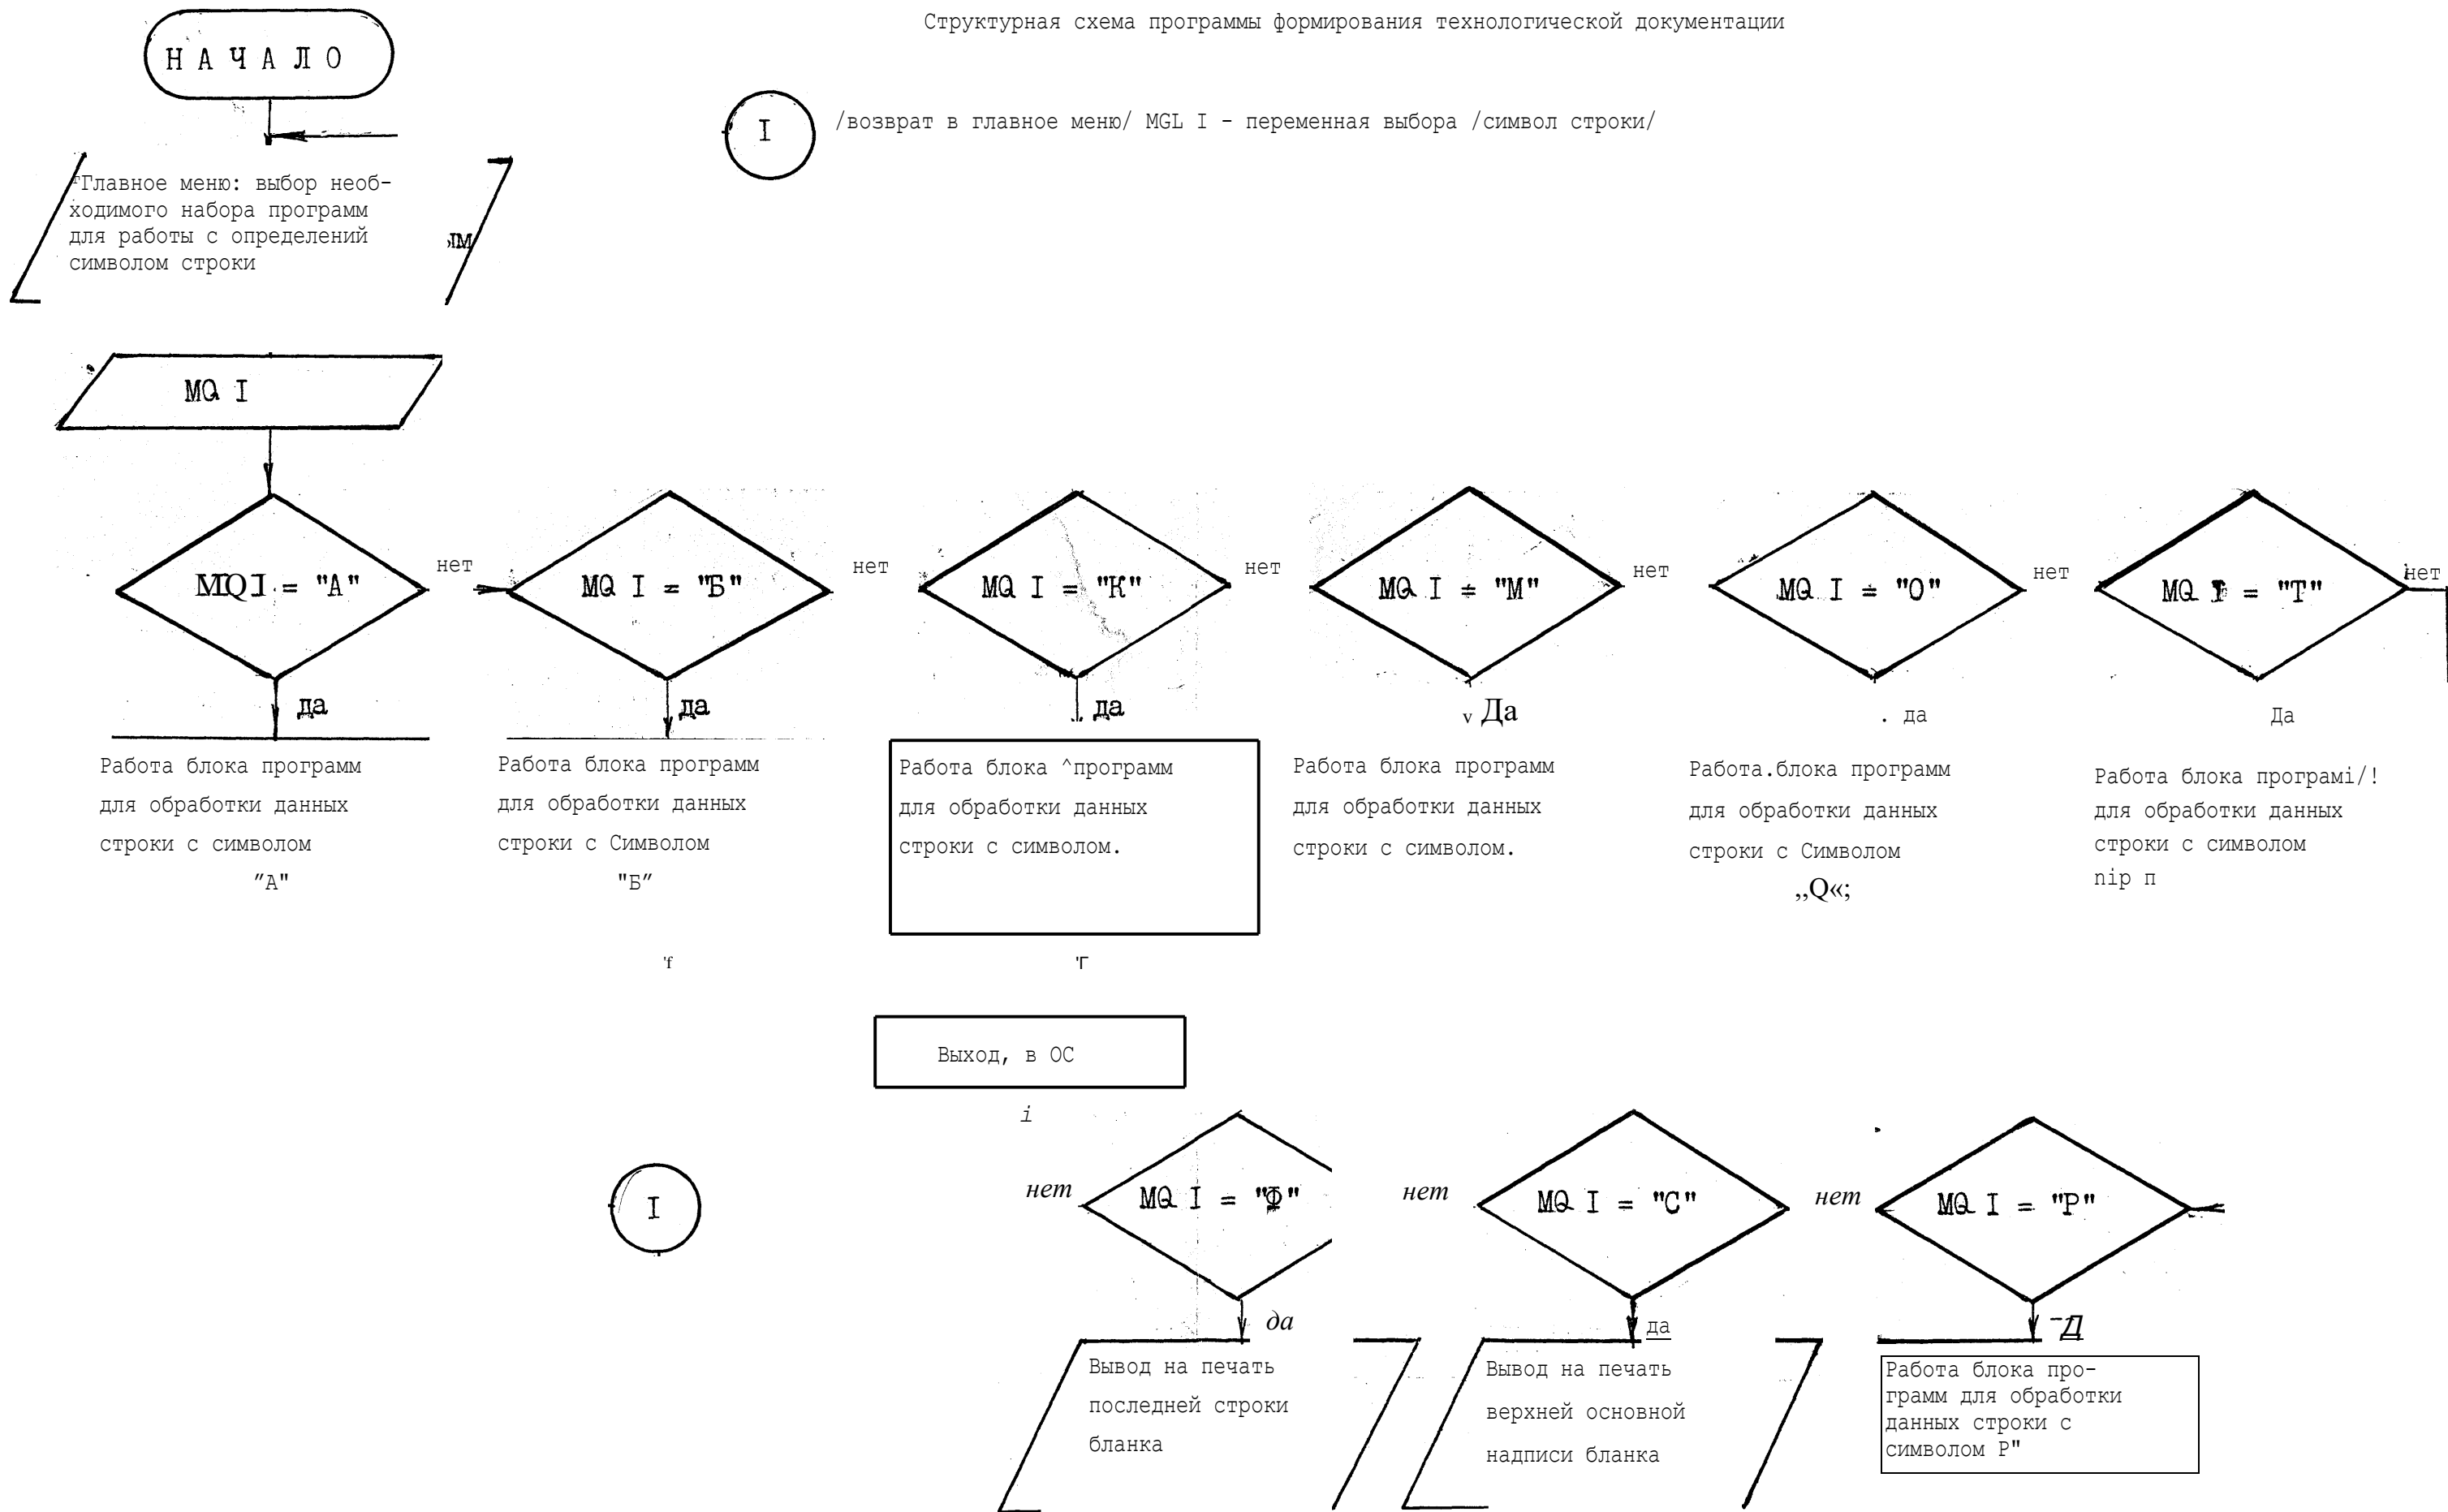 Структурная схема программы формирования технологической документации
Н А Ч А Л О
I
/возврат в главное меню/ MGL I - переменная выбора /символ строки/
Главное меню: выбор необ-
ходимого набора программ
для работы с определений
ым
символом строки
MQ I
MQI = "А"
нет
MQ I = "Б"
нет
MQ I = "К"
нет
MQ I = "М"
нет
MQ I = "О"
нет
MQ I = "Т"
нет
да
да
да
v Да
. да
Да
Работа блока программ
для обработки данных
строки с символом
"А"
Работа блока программ
для обработки данных
строки с Символом
"Б"
Работа блока ^программ
для обработки данных
строки с символом.
Работа блока программ
для обработки данных
строки с символом.
Работа.блока программ
для обработки данных
строки с Символом
„Q«;
Работа блока програмі/!
для обработки данных
строки с символом
nip п
'f
'Г
Выход, в ОС
i
I
нет
MQ I = "Ф"
нет
MQ I = "С"
нет
MQ I = "Р"
да
да
Д
Вывод на печать
последней строки
бланка
Вывод на печать
верхней основной
надписи бланка
Работа блока про-
грамм для обработки
данных строки с
символом Р"